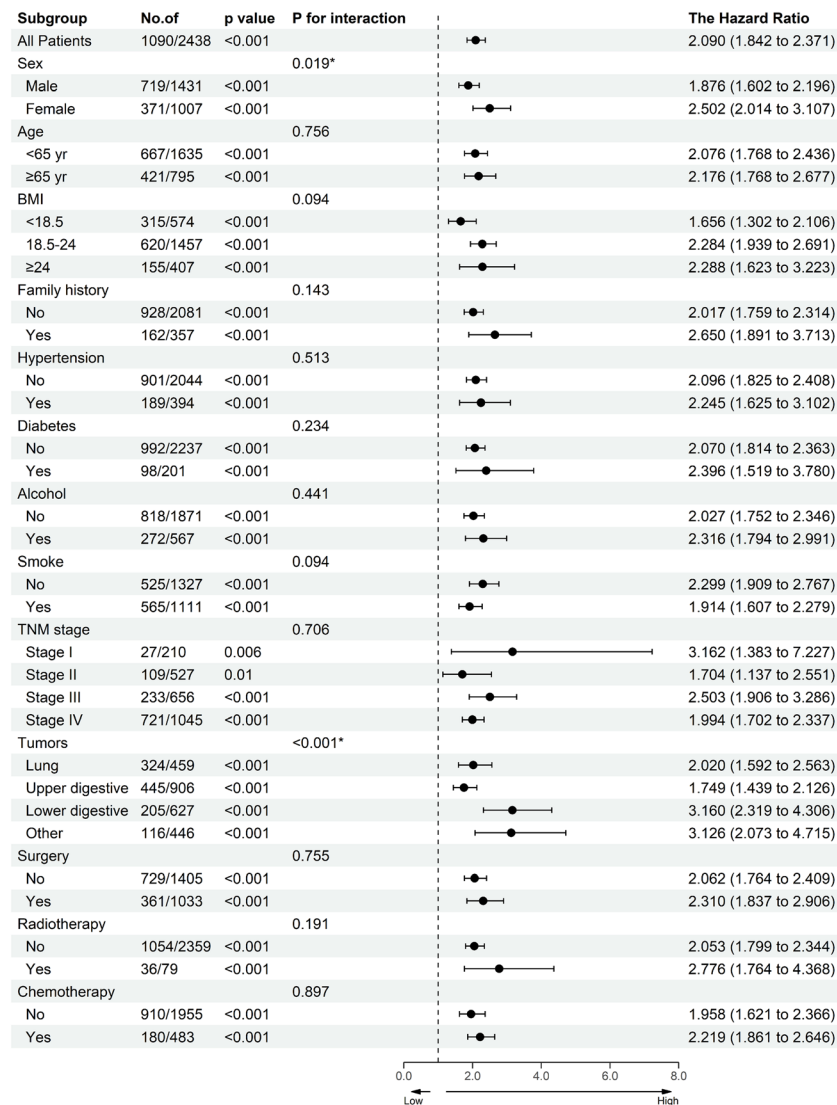 Subgroup No.of p value P for interaction The Hazard Ratio
All Patients 1090/2438 <0.001 2.090 (1.842 to 2.371)
Sex 0.019*
Male 719/1431 <0.001 1.876 (1.602 to 2.196)
Female 371/1007 <0.001 2.502 (2.014 to 3.107)
Age 0.756
<65 yr 667/1635 <0.001 2.076 (1.768 to 2.436)
≥65 yr 421/795 <0.001 2.176 (1.768 to 2.677)
BMI 0.094
<18.5 315/574 <0.001 1.656 (1.302 to 2.106)
18.5-24 620/1457 <0.001 2.284 (1.939 to 2.691)
≥24 155/407 <0.001 2.288 (1.623 to 3.223)
Family history 0.143
No 928/2081 <0.001 2.017 (1.759 to 2.314)
Yes 162/357 <0.001 2.650 (1.891 to 3.713)
Hypertension 0.513
No 901/2044 <0.001 2.096 (1.825 to 2.408)
Yes 189/394 <0.001 2.245 (1.625 to 3.102)
Diabetes 0.234
No 992/2237 <0.001 2.070 (1.814 to 2.363)
Yes 98/201 <0.001 2.396 (1.519 to 3.780)
Alcohol 0.441
No 818/1871 <0.001 2.027 (1.752 to 2.346)
Yes 272/567 <0.001 2.316 (1.794 to 2.991)
Smoke 0.094
No 525/1327 <0.001 2.299 (1.909 to 2.767)
Yes 565/1111 <0.001 1.914 (1.607 to 2.279)
TNM stage 0.706
Stage I 27/210 0.006 3.162 (1.383 to 7.227)
Stage II 109/527 0.01 1.704 (1.137 to 2.551)
Stage III 233/656 <0.001 2.503 (1.906 to 3.286)
Stage IV 721/1045 <0.001 1.994 (1.702 to 2.337)
Tumors <0.001*
Lung 324/459 <0.001 2.020 (1.592 to 2.563)
Upper digestive 445/906 <0.001 1.749 (1.439 to 2.126)
Lower digestive 205/627 <0.001 3.160 (2.319 to 4.306)
Other 116/446 <0.001 3.126 (2.073 to 4.715)
Surgery 0.755
No 729/1405 <0.001 2.062 (1.764 to 2.409)
Yes 361/1033 <0.001 2.310 (1.837 to 2.906)
Radiotherapy 0.191
No 1054/2359 <0.001 2.053 (1.799 to 2.344)
Yes 36/79 <0.001 2.776 (1.764 to 4.368)
Chemotherapy 0.897
No 910/1955 <0.001 1.958 (1.621 to 2.366)
Yes 180/483 <0.001 2.219 (1.861 to 2.646)
0.0 2.0 4.0 6.0 8.0
Low High